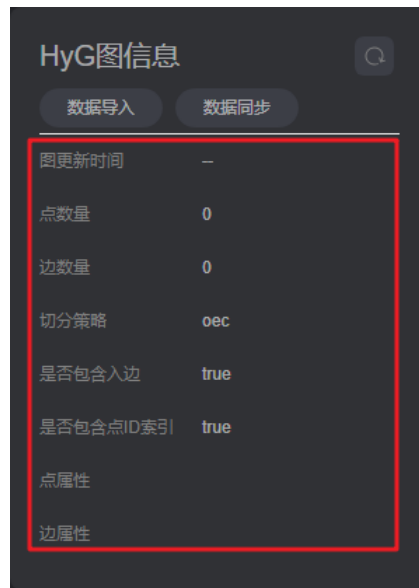 HyG图信息
数据导入 数据同步
图更新时间 --
点数量 0
边数量 0
切分策略 oec
是否包含入边 true
是否包含点ID索引 true
点属性
边属性